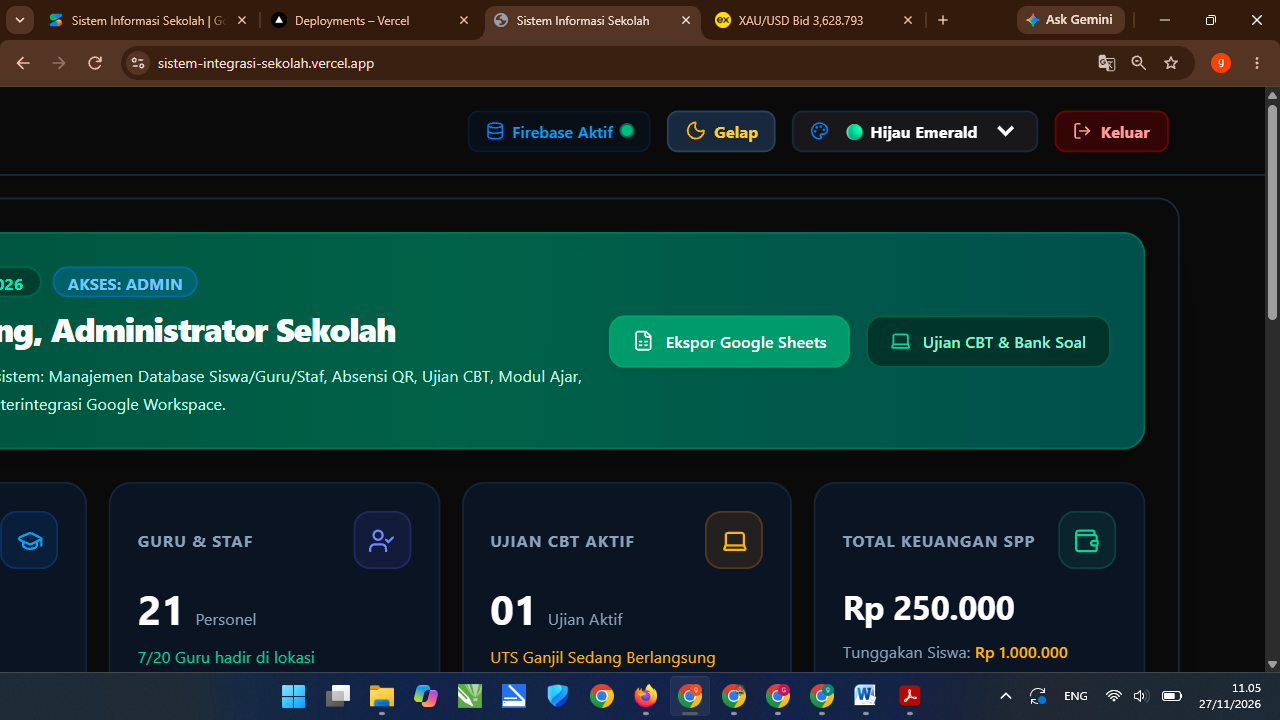 Sistem Informasi Sekolah | Go
Deployments – Vercel
Sistem Informasi Sekolah
XAU/USD Bid 3,628.793
Ask Gemini
sistem-integrasi-sekolah.vercel.app
g
Firebase Aktif
Gelap
Hijau Emerald
Keluar
026
AKSES: ADMIN
ng, Administrator Sekolah
sistem: Manajemen Database Siswa/Guru/Staf, Absensi QR, Ujian CBT, Modul Ajar,
terintegrasi Google Workspace.
Ekspor Google Sheets
Ujian CBT & Bank Soal
GURU & STAF
21 Personel
7/20 Guru hadir di lokasi
UJIAN CBT AKTIF
01 Ujian Aktif
UTS Ganjil Sedang Berlangsung
TOTAL KEUANGAN SPP
Rp 250.000
Tunggakan Siswa: Rp 1.000.000
ENG
11.05
27/11/2026